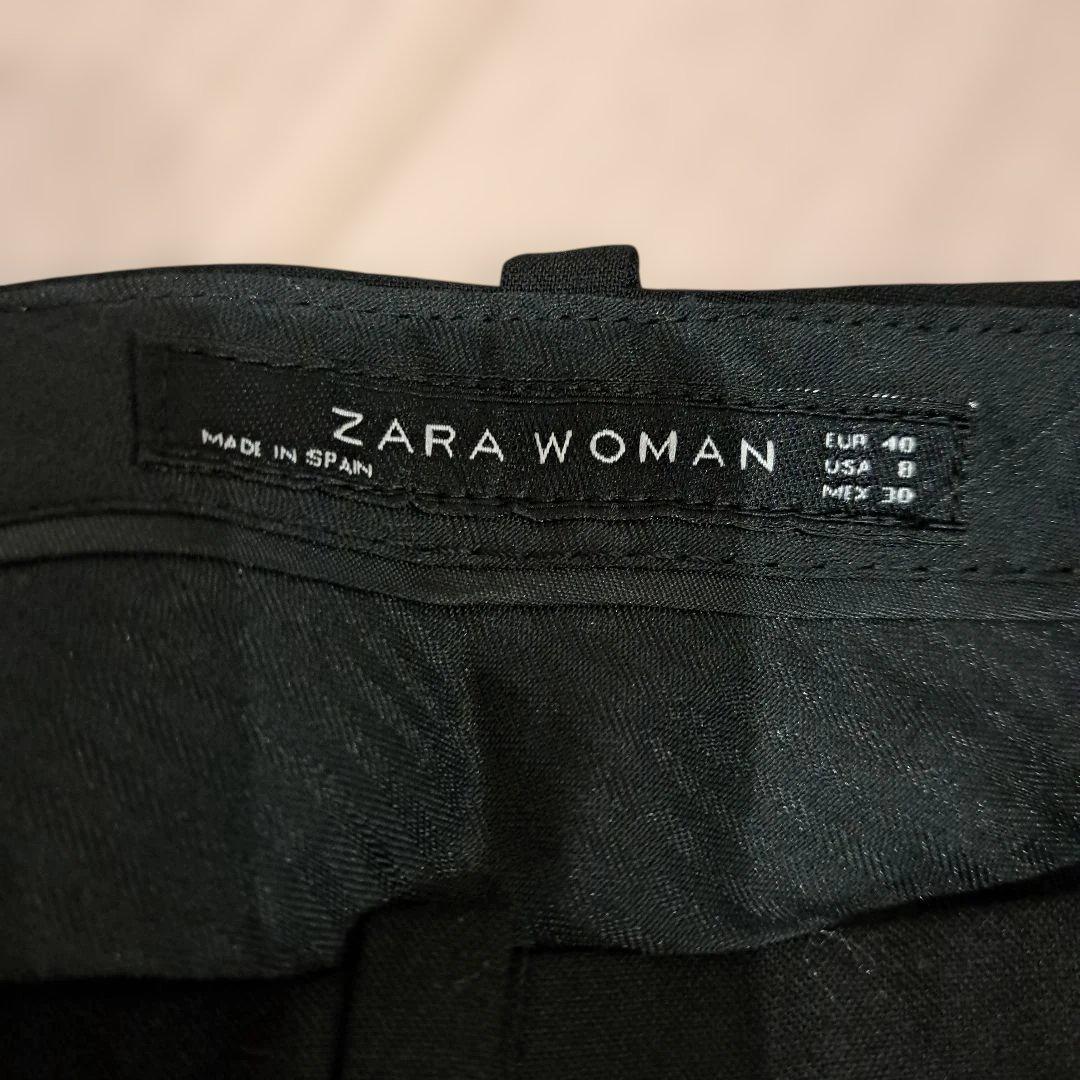 ZARA WOMAN
MADE IN SPAIN
EUR 40
USA 8
MEX 30